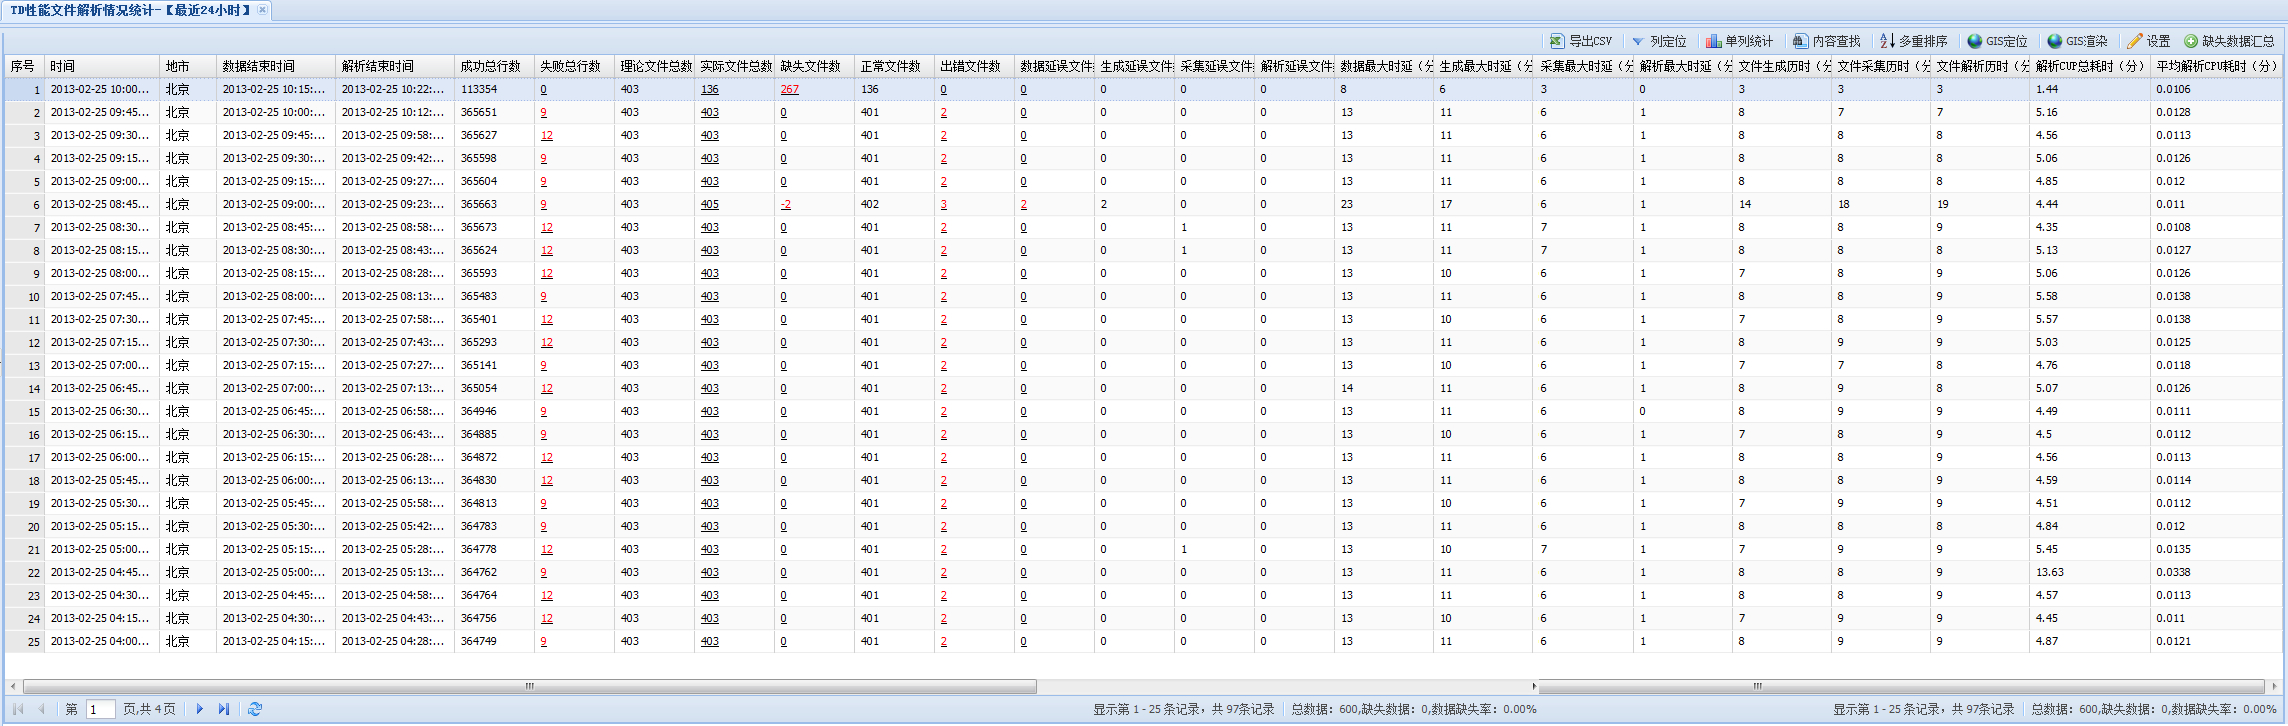 TD性能文件解析情况统计-【最近24小时】
导出CSV 列定位 单列统计 内容查找 多重排序 GIS定位 GIS渲染 设置 缺失数据汇总
序号 时间 地市 数据结束时间 解析结束时间 成功总行数 失败总行数 理论文件总数 实际文件总数 缺失文件数 正常文件数 出错文件数 数据延误文件 生成延误文件 采集延误文件 解析延误文件 数据最大时延（分 生成最大时延（分 采集最大时延（分 解析最大时延（分 文件生成历时（分 文件采集历时（分 文件解析历时（分 解析CUP总耗时（分） 平均解析CPU耗时（分）
1 2013-02-25 10:00... 北京 2013-02-25 10:15:... 2013-02-25 10:22:... 113354 0 403 136 267 136 0 0 0 0 0 8 6 3 0 3 3 3 1.44 0.0106
2 2013-02-25 09:45... 北京 2013-02-25 10:00:... 2013-02-25 10:12:... 365651 9 403 403 0 401 2 0 0 0 0 13 11 6 1 8 7 7 5.16 0.0128
3 2013-02-25 09:30... 北京 2013-02-25 09:45:... 2013-02-25 09:58:... 365627 12 403 403 0 401 2 0 0 0 0 13 11 6 1 8 8 8 4.56 0.0113
4 2013-02-25 09:15... 北京 2013-02-25 09:30:... 2013-02-25 09:42:... 365598 9 403 403 0 401 2 0 0 0 0 13 11 6 1 8 8 8 5.06 0.0126
5 2013-02-25 09:00... 北京 2013-02-25 09:15:... 2013-02-25 09:27:... 365604 9 403 403 0 401 2 0 0 0 0 13 11 6 1 8 8 8 4.85 0.012
6 2013-02-25 08:45... 北京 2013-02-25 09:00:... 2013-02-25 09:23:... 365663 9 403 405 -2 402 3 2 2 0 0 23 17 6 1 14 18 19 4.44 0.011
7 2013-02-25 08:30... 北京 2013-02-25 08:45:... 2013-02-25 08:58:... 365673 12 403 403 0 401 2 0 0 1 0 13 11 7 1 8 8 9 4.35 0.0108
8 2013-02-25 08:15... 北京 2013-02-25 08:30:... 2013-02-25 08:43:... 365624 12 403 403 0 401 2 0 0 1 0 13 11 7 1 8 8 9 5.13 0.0127
9 2013-02-25 08:00... 北京 2013-02-25 08:15:... 2013-02-25 08:28:... 365593 12 403 403 0 401 2 0 0 0 0 13 10 6 1 7 8 9 5.06 0.0126
10 2013-02-25 07:45... 北京 2013-02-25 08:00:... 2013-02-25 08:13:... 365483 9 403 403 0 401 2 0 0 0 0 13 11 6 1 8 8 9 5.58 0.0138
11 2013-02-25 07:30... 北京 2013-02-25 07:45:... 2013-02-25 07:58:... 365401 12 403 403 0 401 2 0 0 0 0 13 10 6 1 7 8 9 5.57 0.0138
12 2013-02-25 07:15... 北京 2013-02-25 07:30:... 2013-02-25 07:43:... 365293 12 403 403 0 401 2 0 0 0 0 13 11 6 1 8 9 9 5.03 0.0125
13 2013-02-25 07:00... 北京 2013-02-25 07:15:... 2013-02-25 07:27:... 365141 9 403 403 0 401 2 0 0 0 0 13 10 6 1 7 7 8 4.76 0.0118
14 2013-02-25 06:45... 北京 2013-02-25 07:00:... 2013-02-25 07:13:... 365054 12 403 403 0 401 2 0 0 0 0 14 11 6 1 8 9 8 5.07 0.0126
15 2013-02-25 06:30... 北京 2013-02-25 06:45:... 2013-02-25 06:58:... 364946 9 403 403 0 401 2 0 0 0 0 13 11 6 0 8 9 9 4.49 0.0111
16 2013-02-25 06:15... 北京 2013-02-25 06:30:... 2013-02-25 06:43:... 364885 9 403 403 0 401 2 0 0 0 0 13 10 6 1 7 8 9 4.5 0.0112
17 2013-02-25 06:00... 北京 2013-02-25 06:15:... 2013-02-25 06:28:... 364872 12 403 403 0 401 2 0 0 0 0 13 11 6 1 8 8 9 4.56 0.0113
18 2013-02-25 05:45... 北京 2013-02-25 06:00:... 2013-02-25 06:13:... 364830 12 403 403 0 401 2 0 0 0 0 13 11 6 1 8 8 9 4.59 0.0114
19 2013-02-25 05:30... 北京 2013-02-25 05:45:... 2013-02-25 05:58:... 364813 9 403 403 0 401 2 0 0 0 0 13 10 6 1 7 9 9 4.51 0.0112
20 2013-02-25 05:15... 北京 2013-02-25 05:30:... 2013-02-25 05:42:... 364783 9 403 403 0 401 2 0 0 0 0 13 11 6 1 8 8 8 4.84 0.012
21 2013-02-25 05:00... 北京 2013-02-25 05:15:... 2013-02-25 05:28:... 364778 12 403 403 0 401 2 0 0 1 0 13 10 7 1 7 9 9 5.45 0.0135
22 2013-02-25 04:45... 北京 2013-02-25 05:00:... 2013-02-25 05:13:... 364762 9 403 403 0 401 2 0 0 0 0 13 11 6 1 8 8 9 13.63 0.0338
23 2013-02-25 04:30... 北京 2013-02-25 04:45:... 2013-02-25 04:58:... 364764 12 403 403 0 401 2 0 0 0 0 13 11 6 1 8 8 9 4.57 0.0113
24 2013-02-25 04:15... 北京 2013-02-25 04:30:... 2013-02-25 04:43:... 364756 12 403 403 0 401 2 0 0 0 0 13 10 6 1 7 9 9 4.45 0.011
25 2013-02-25 04:00... 北京 2013-02-25 04:15:... 2013-02-25 04:28:... 364749 9 403 403 0 401 2 0 0 0 0 13 11 6 1 8 9 9 4.87 0.0121
第 1 页,共 4 页 显示第 1 - 25 条记录，共 97条记录 总数据：600,缺失数据：0,数据缺失率：0.00% 显示第 1 - 25 条记录，共 97条记录 总数据：600,缺失数据：0,数据缺失率：0.00%